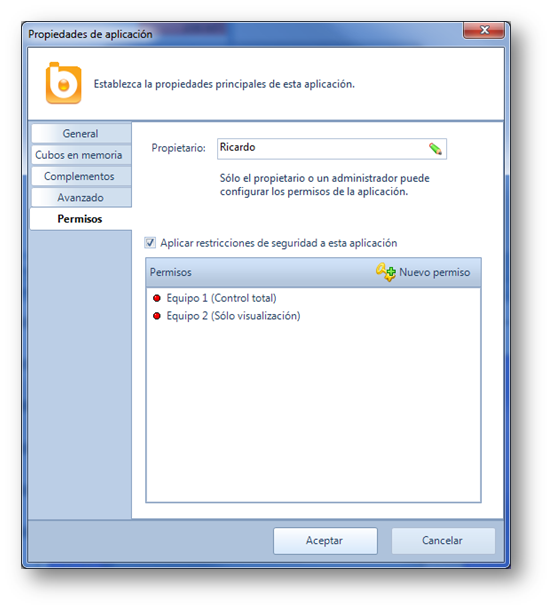 Propiedades de aplicación
Establezca la propiedades principales de esta aplicación.
General
Cubos en memoria
Complementos
Avanzado
Permisos
Propietario: Ricardo
Sólo el propietario o un administrador puede
configurar los permisos de la aplicación.
Aplicar restricciones de seguridad a esta aplicación
Permisos Nuevo permiso
Equipo 1 (Control total)
Equipo 2 (Sólo visualización)
Aceptar Cancelar